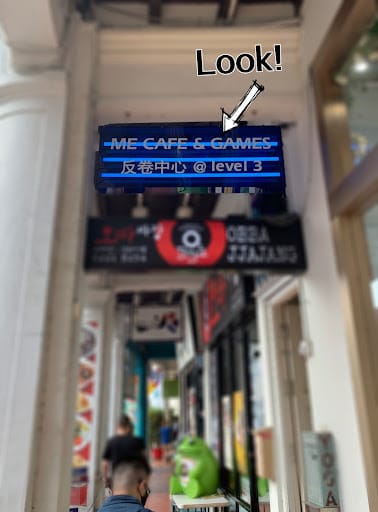 Look!
ME CAFE & GAMES
反卷中心 @ level 3
OBBA
JJAJANG